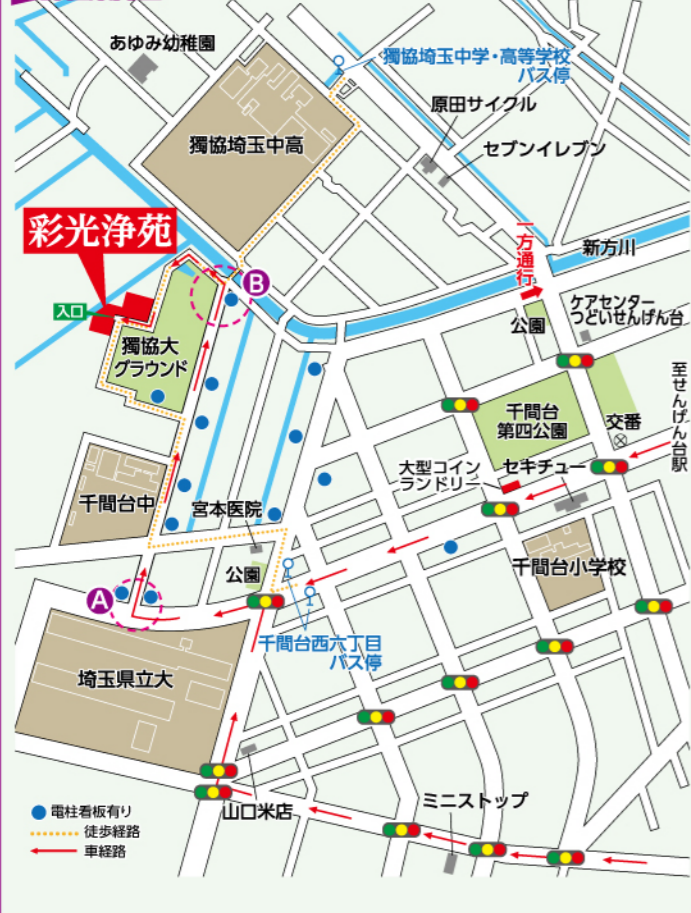 あゆみ幼稚園
獨協埼玉中学・高等学校
バス停
原田サイクル
獨協埼玉中高
セブンイレブン
彩光浄苑
一方通行
新方川
B
入口
ケアセンター
つどいせんげん台
公園
獨協大
グラウンド
至せんげん台駅
千間台
第四公園
交番
大型コイン
ランドリー
セキチュー
千間台中
宮本医院
千間台小学校
公園
A
千間台西六丁目
バス停
埼玉県立大
山口米店
ミニストップ
電柱看板有り
徒歩経路
車経路